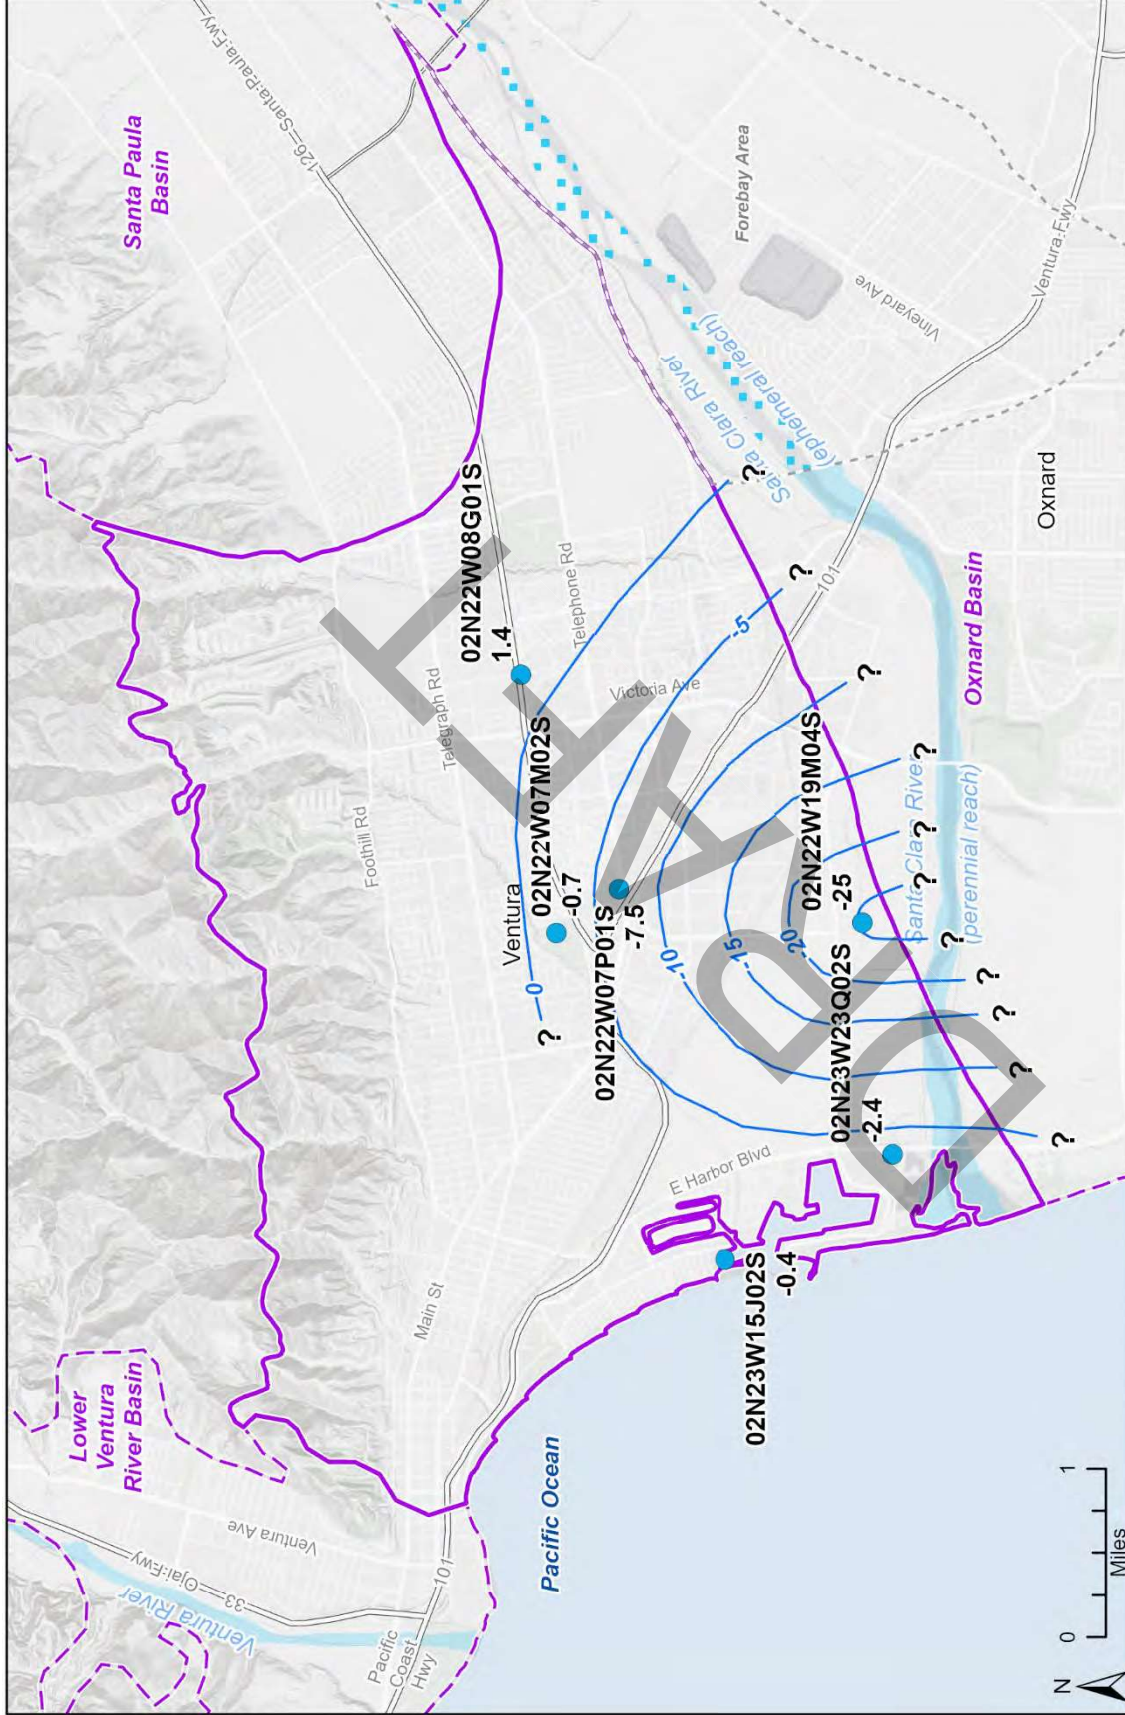 Lower
Ventura
River Basin
Santa Paula
Basin
126
Santa-Paula-Fwy
Ventura River
33
Ojai-Fwy
Ventura Ave
Foothill Rd
Telegraph Rd
02N22W08G01S
1.4
Telephone Rd
Forebay Area
Vineyard Ave
Ventura-Fwy
Main St
Ventura
0
?
02N22W07M02S
-0.7
Victoria Ave
-5
?
?
Santa Clara River
(ephemeral reach)
Pacific
Coast
Hwy
101
Pacific Ocean
02N22W07P01S
-7.5
-10
-15
-20
101
?
E Harbor Blvd
02N23W15J02S
-0.4
02N23W23Q02S
-2.4
02N22W19M04S
-25
Santa Clara River
(perennial reach)
?
?
?
?
?
?
?
?
Oxnard Basin
Oxnard
DRAFT
N
0
1
Miles